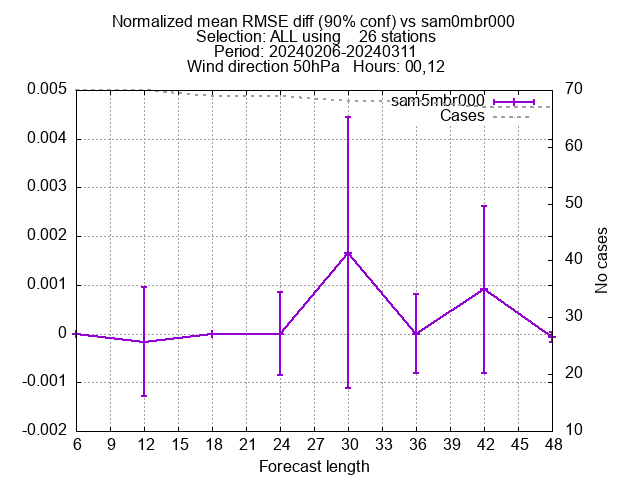 Normalized mean RMSE diff (90% conf) vs sam0mbr000
Selection: ALL using    26 stations
Period: 20240206-20240311
Wind direction 50hPa   Hours: 00,12
sam5mbr000
Cases
0.005
0.004
0.003
0.002
0.001
0
-0.001
-0.002
70
60
50
40
30
20
10
No cases
6 9 12 15 18 21 24 27 30 33 36 39 42 45 48
Forecast length